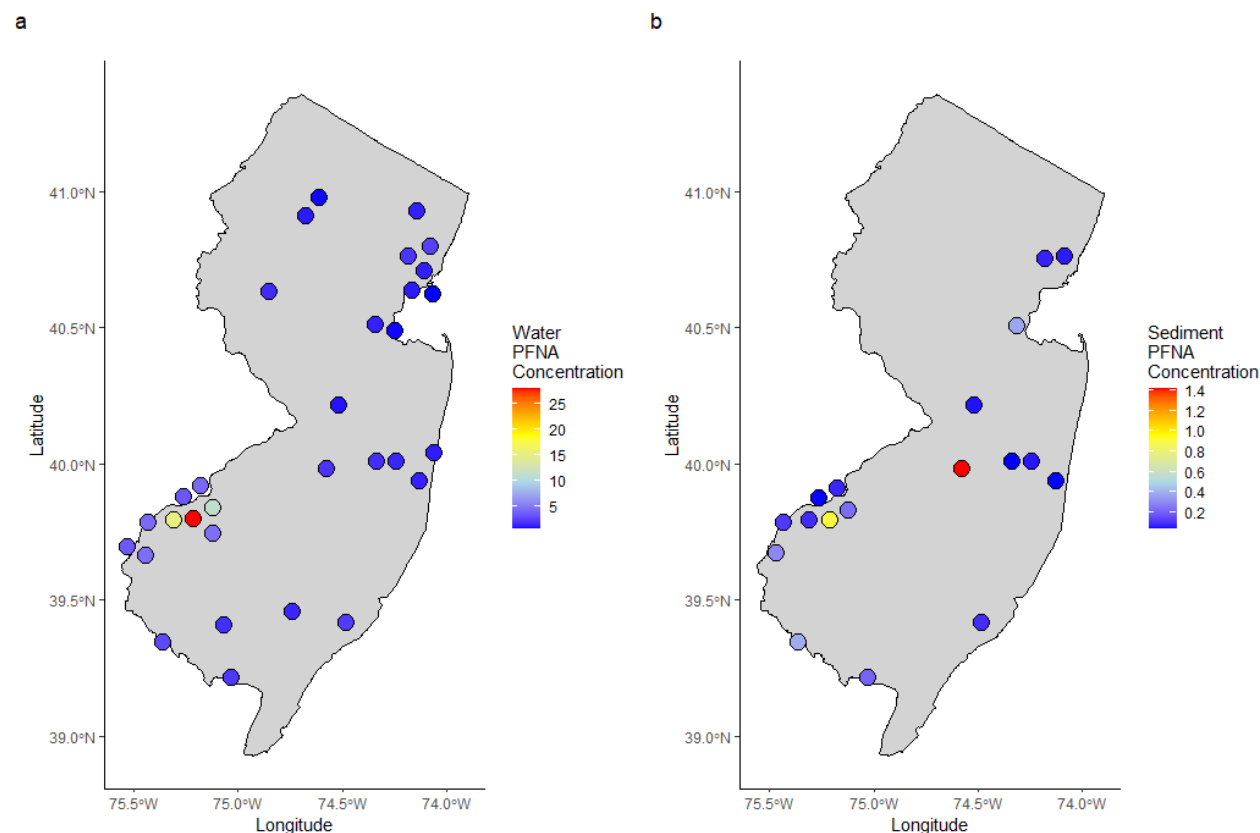 a
41.0°N
40.5°N
40.0°N
39.5°N
39.0°N
Latitude
75.5°W 75.0°W 74.5°W 74.0°W
Longitude
Water
PFNA
Concentration
25
20
15
10
5
b
41.0°N
40.5°N
40.0°N
39.5°N
39.0°N
Latitude
75.5°W 75.0°W 74.5°W 74.0°W
Longitude
Sediment
PFNA
Concentration
1.4
1.2
1.0
0.8
0.6
0.4
0.2